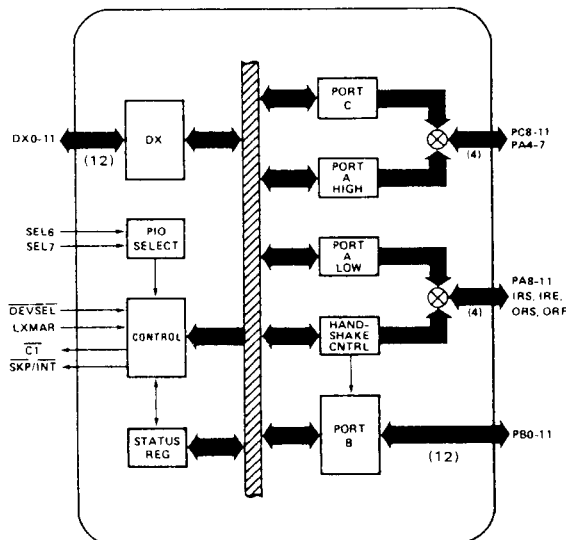 DX0-11
(12)
DX
SEL6
SEL7
PIO
SELECT
DEVSEL
LXMAR
C1
SKP/INT
CONTROL
STATUS
REG
PORT
C
PORT
A
HIGH
PC8-11
PA4-7
(4)
PORT
A
LOW
HAND-
SHAKE
CNTRL
PA8-11
IRS, IRE,
ORS, ORF
(4)
PORT
B
PB0-11
(12)